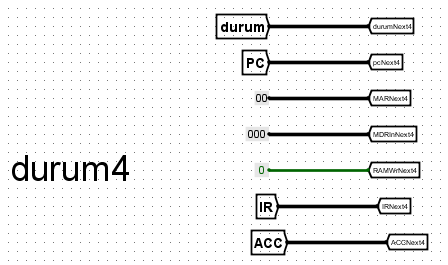 durum durumNext4
PC pcNext4
00 MARNext4
000 MDRInNext4
durum4
0 RAMWrNext4
IR IRNext4
ACC ACCNext4